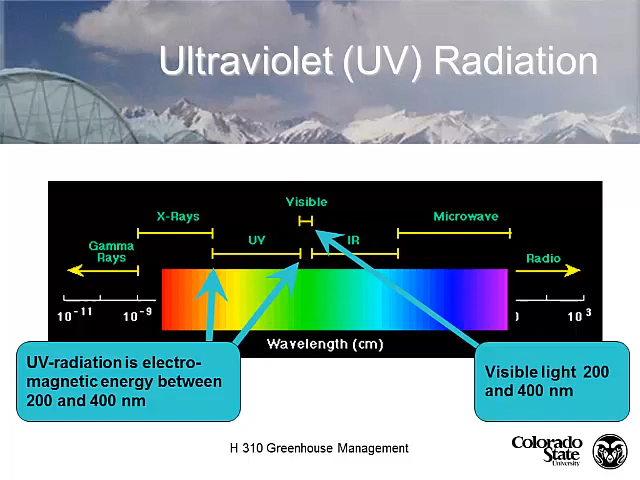 Ultraviolet (UV) Radiation
Visible
X-Rays
Microwave
UV
IR
Gamma
Rays
Radio
10⁻¹¹
10⁻⁹
10³
Wavelength (cm)
UV-radiation is electro-
magnetic energy between
200 and 400 nm
Visible light 200
and 400 nm
H 310 Greenhouse Management
Colorado
State
University